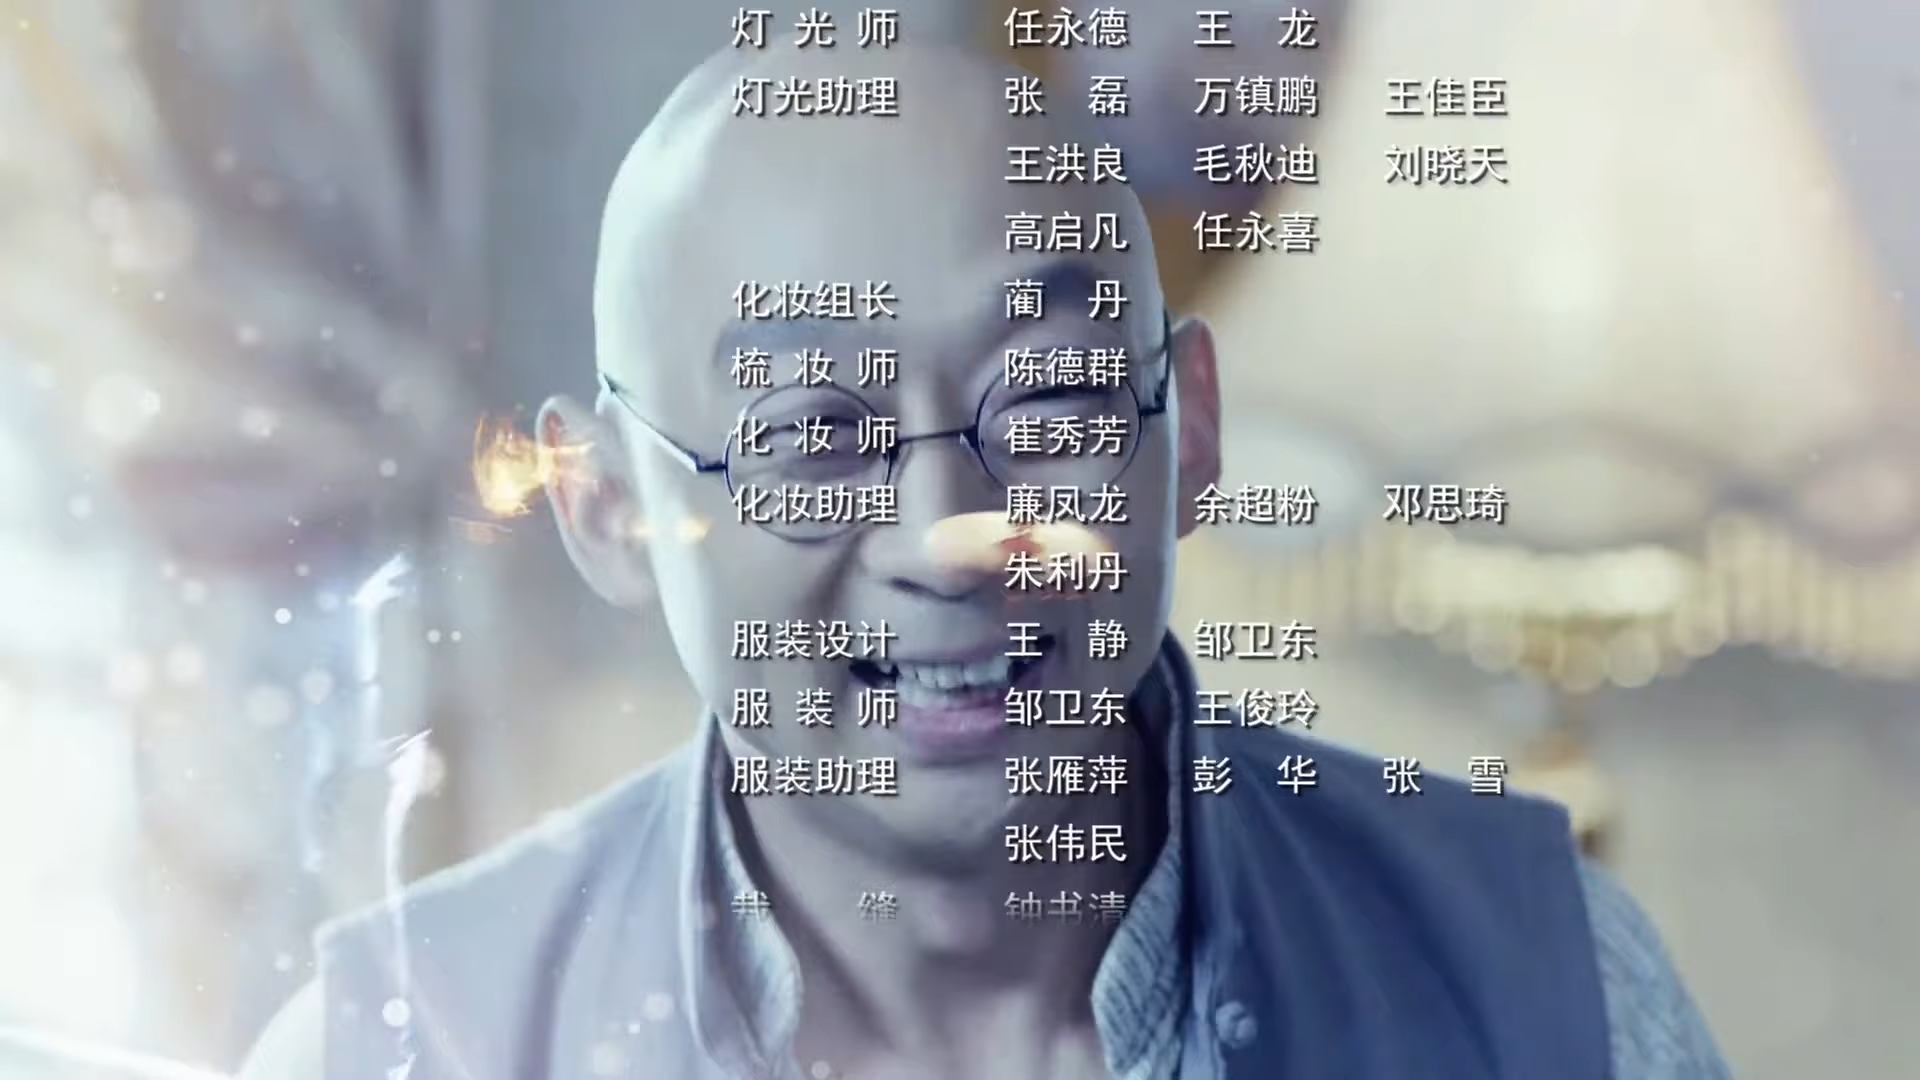 灯光师 任永德 王龙
灯光助理 张磊 万镇鹏 王佳臣
王洪良 毛秋迪 刘晓天
高启凡 任永喜
化妆组长 蔺丹
梳妆师 陈德群
化妆师 崔秀芳
化妆助理 廉凤龙 余超粉 邓思琦
朱利丹
服装设计 王静 邹卫东
服装师 邹卫东 王俊玲
服装助理 张雁萍 彭华 张雪
张伟民
裁缝 钟书清